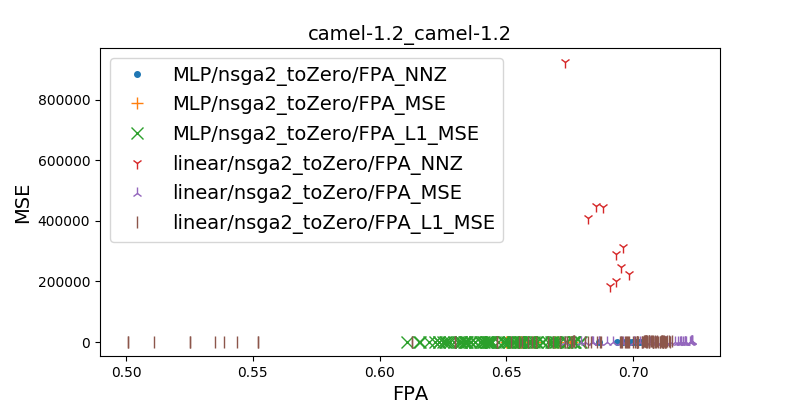 camel-1.2_camel-1.2
MLP/nsga2_toZero/FPA_NNZ
MLP/nsga2_toZero/FPA_MSE
MLP/nsga2_toZero/FPA_L1_MSE
linear/nsga2_toZero/FPA_NNZ
linear/nsga2_toZero/FPA_MSE
linear/nsga2_toZero/FPA_L1_MSE
MSE
800000
600000
400000
200000
0
0.50 0.55 0.60 0.65 0.70
FPA